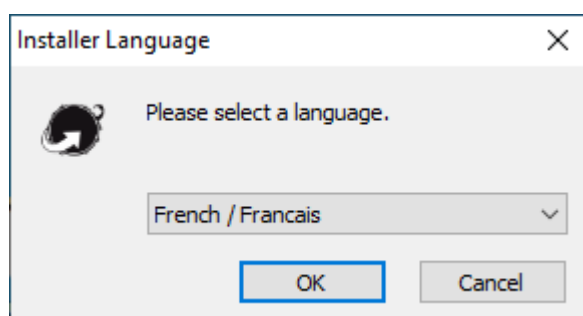 Installer Language
Please select a language.
French / Francais
OK
Cancel